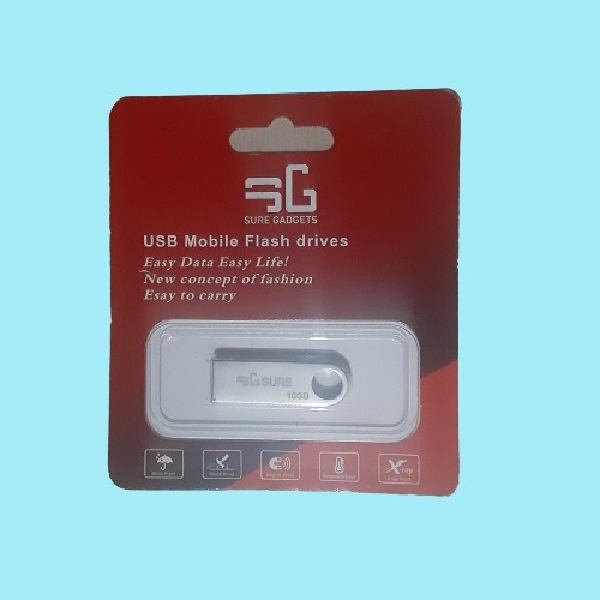 SG
SURE GADGETS
USB Mobile Flash drives
Easy Data Easy Life!
New concept of fashion
Esay to carry
SG SURE
X-ray